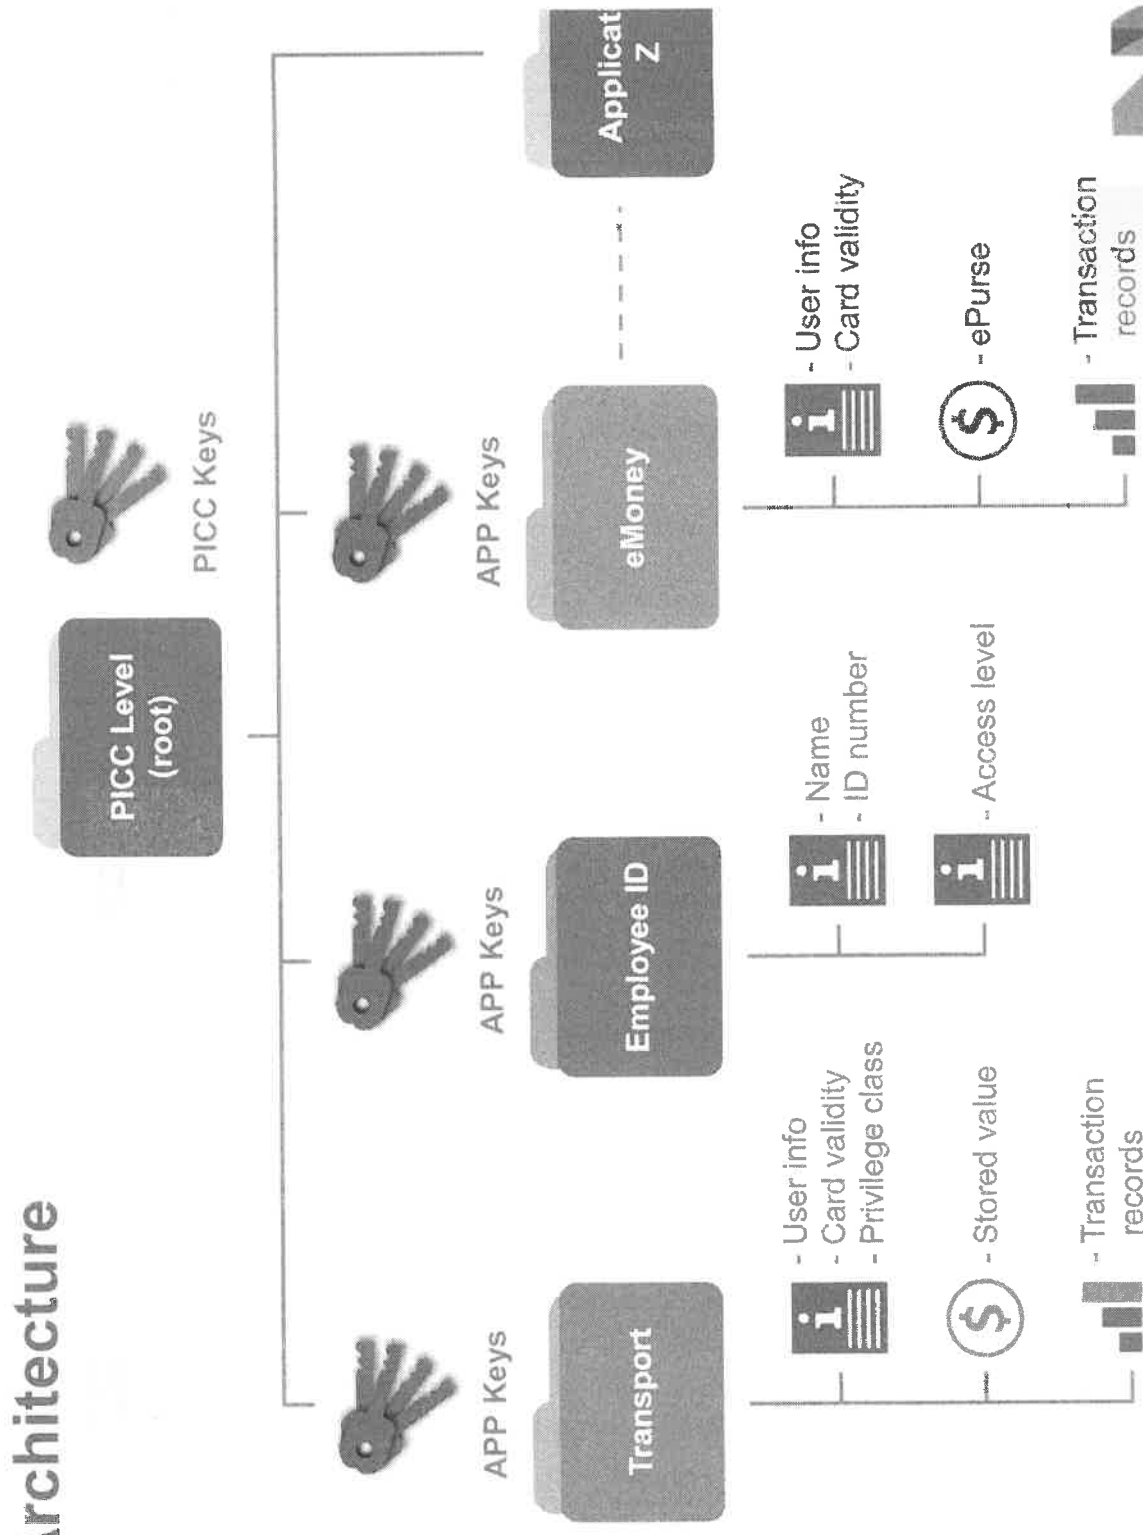 Architecture
PICC Level
(root)
PICC Keys
APP Keys
APP Keys
APP Keys
Transport
Employee ID
eMoney
Applicat
Z
- User info
- Card validity
- Privilege class
- Stored value
- Transaction
records
- Name
- ID number
- Access level
- User info
- Card validity
- ePurse
- Transaction
records